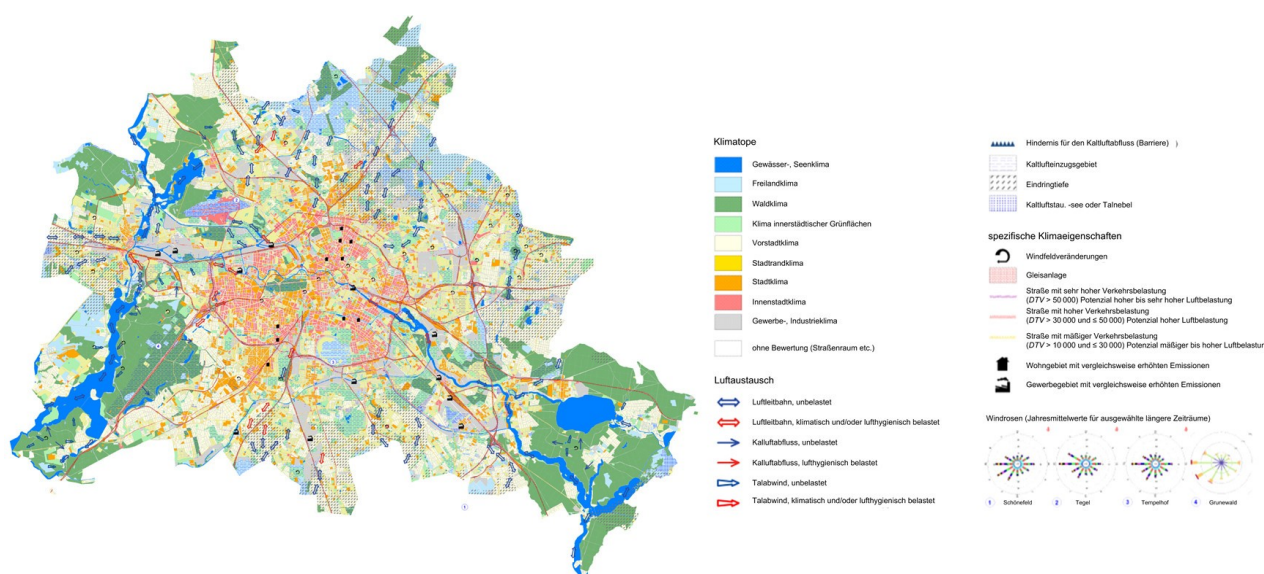 Klimatope
Gewässer-, Seenklima
Freilandklima
Waldklima
Klima innerstädtischer Grünflächen
Vorstadtklima
Stadtrandklima
Stadtklima
Innenstadtklima
Gewerbe-, Industrieklima
ohne Bewertung (Straßenraum etc.)
Luftaustausch
Luftleitbahn, unbelastet
Luftleitbahn, klimatisch und/oder lufthygienisch belastet
Kalluftabfluss, unbelastet
Kalluftabfluss, lufthygienisch belastet
Talabwind, unbelastet
Talabwind, klimatisch und/oder lufthygienisch belastet
Hindernis für den Kaltluftabfluss (Barriere) )
Kaltlufteinzugsgebiet
Eindringtiefe
Kaltluftstau. -see oder Talnebel
spezifische Klimaeigenschaften
Windfeldveränderungen
Gleisanlage
Straße mit sehr hoher Verkehrsbelastung
(DTV > 50 000) Potenzial hoher bis sehr hoher Luftbelastung
Straße mit hoher Verkehrsbelastung
(DTV > 30 000 und ≤ 50 000) Potenzial hoher Luftbelastung
Straße mit mäßiger Verkehrsbelastung
(DTV > 10 000 und ≤ 30 000) Potenzial mäßiger bis hoher Luftbelastur
Wohngebiet mit vergleichsweise erhöhten Emissionen
Gewerbegebiet mit vergleichsweise erhöhten Emissionen
Windrosen (Jahresmittelwerte für ausgewählte längere Zeiträume)
1 Schönefeld
2 Tegel
3 Tempelhof
4 Grunewald